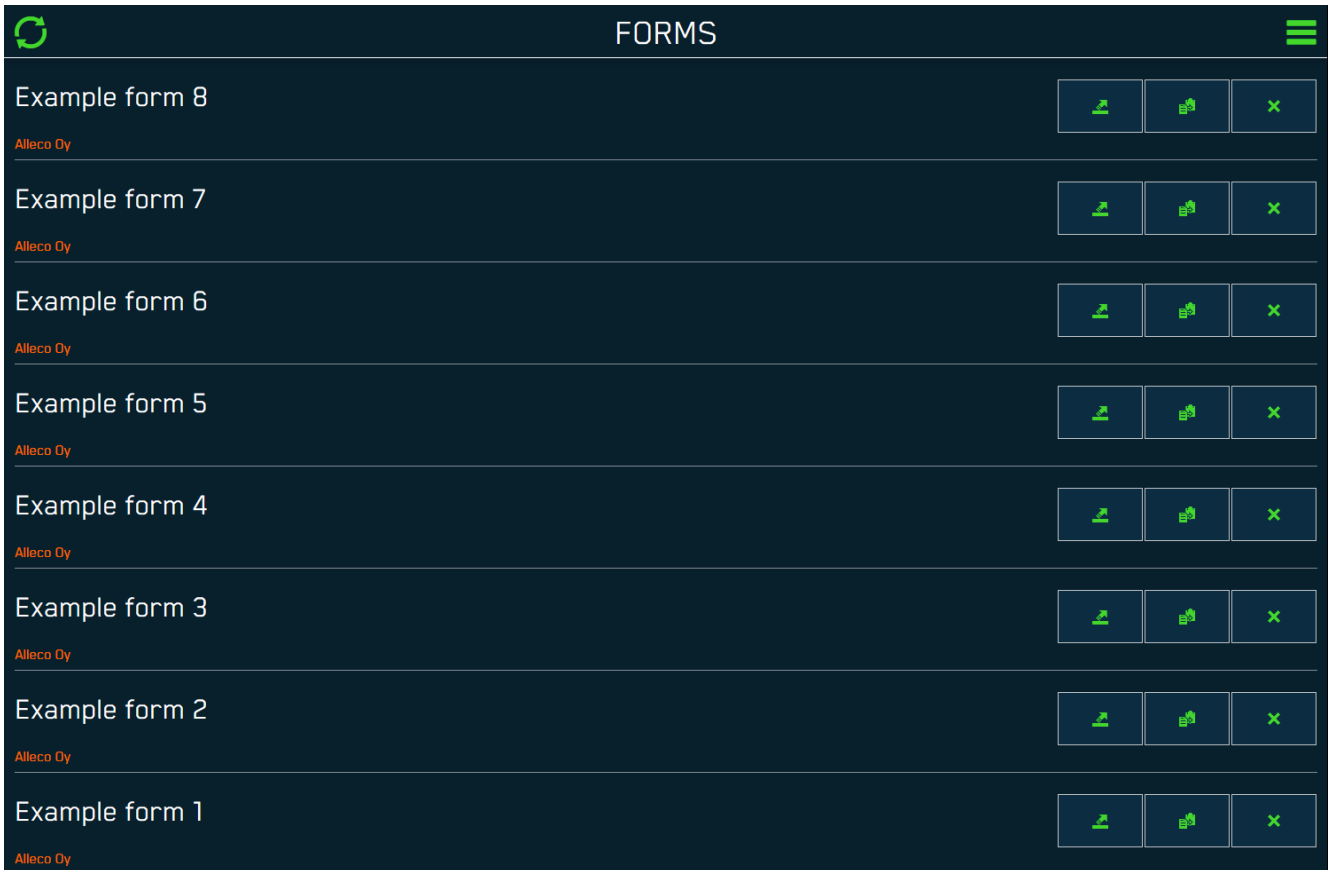 FORMS
Example form 8
Alleco Oy
Example form 7
Alleco Oy
Example form 6
Alleco Oy
Example form 5
Alleco Oy
Example form 4
Alleco Oy
Example form 3
Alleco Oy
Example form 2
Alleco Oy
Example form 1
Alleco Oy